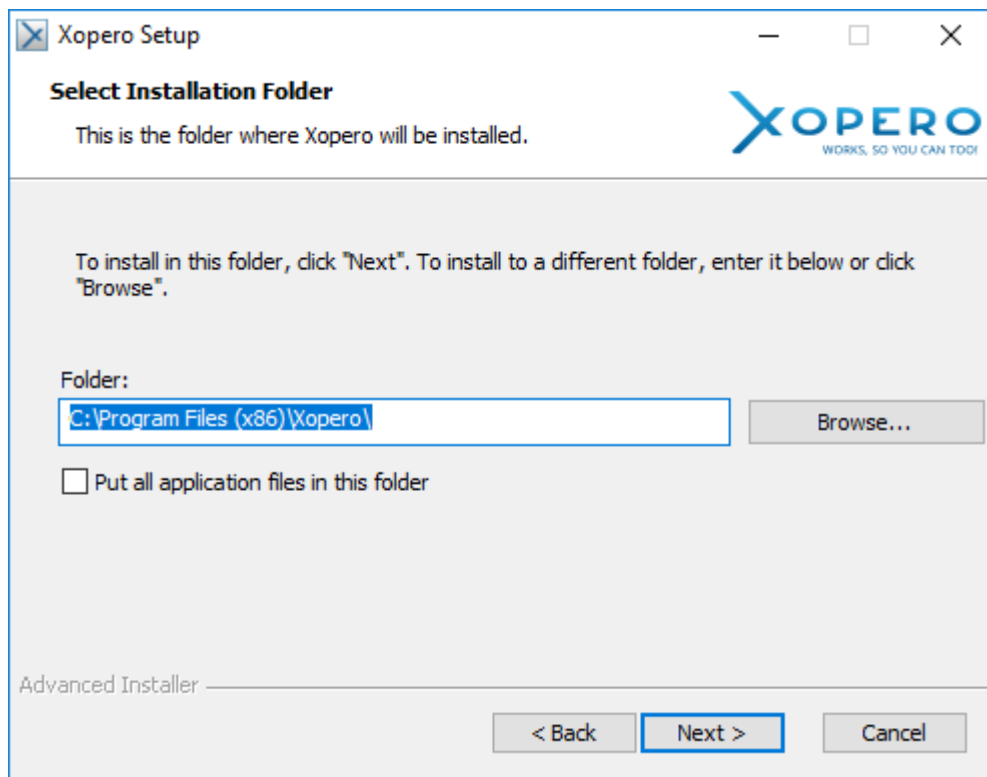 Xopero Setup
Select Installation Folder
This is the folder where Xopero will be installed.
XOPERO
WORKS, SO YOU CAN TOO!
To install in this folder, click "Next". To install to a different folder, enter it below or click
"Browse".
Folder:
C:\Program Files (x86)\Xopero\
Browse...
Put all application files in this folder
Advanced Installer
< Back
Next >
Cancel